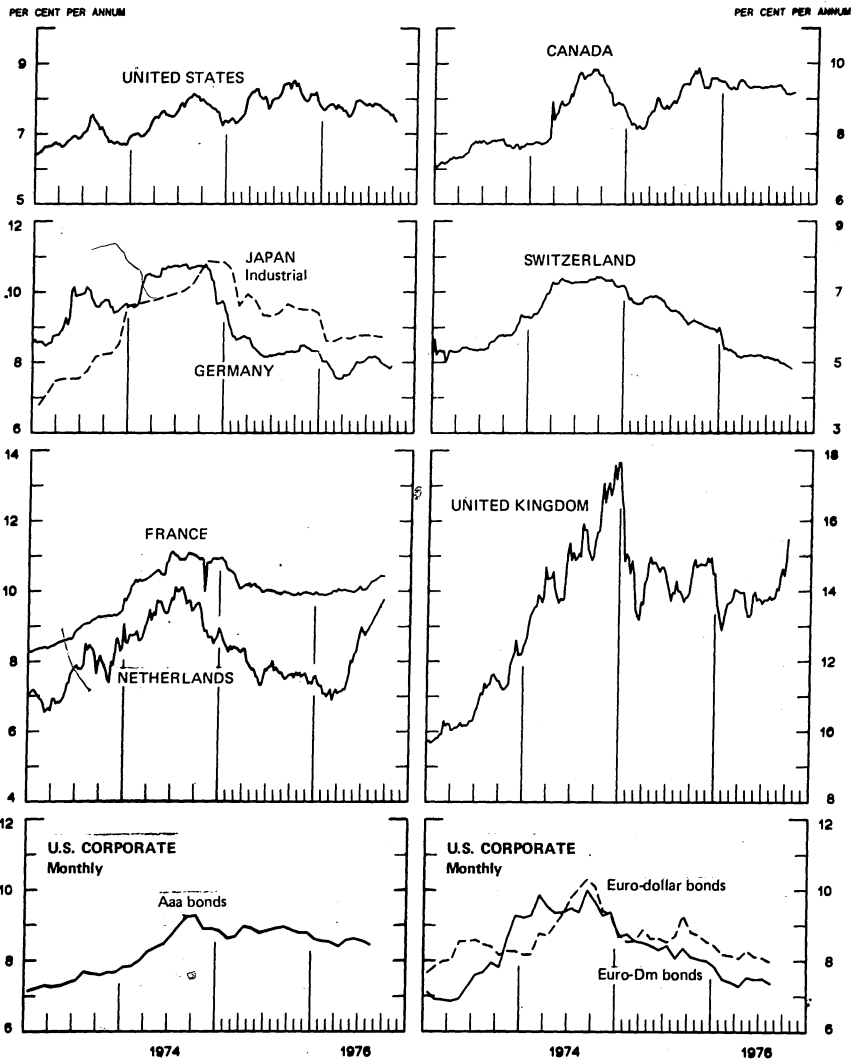 PER CENT PER ANNUM
PER CENT PER ANNUM
9
7
5
UNITED STATES
CANADA
10
8
6
12
10
8
6
JAPAN
Industrial
GERMANY
SWITZERLAND
9
7
5
3
14
12
10
8
6
4
FRANCE
NETHERLANDS
UNITED KINGDOM
18
16
14
12
10
8
12
10
8
6
U.S. CORPORATE
Monthly
Aaa bonds
U.S. CORPORATE
Monthly
Euro-dollar bonds
Euro-Dm bonds
12
10
8
6
1974
1976
1974
1976